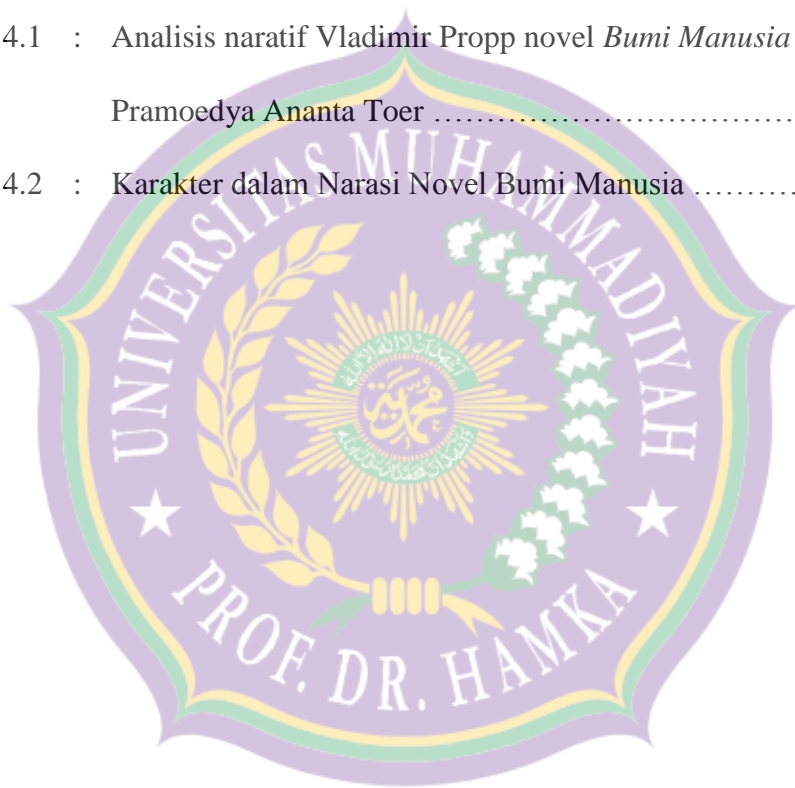 4.1 : Analisis naratif Vladimir Propp novel Bumi Manusia
Pramoedya Ananta Toer ……………………………
4.2 : Karakter dalam Narasi Novel Bumi Manusia …………
UNIVERSITAS MUHAMMADIYAH
محمدية
PROF. DR. HAMKA